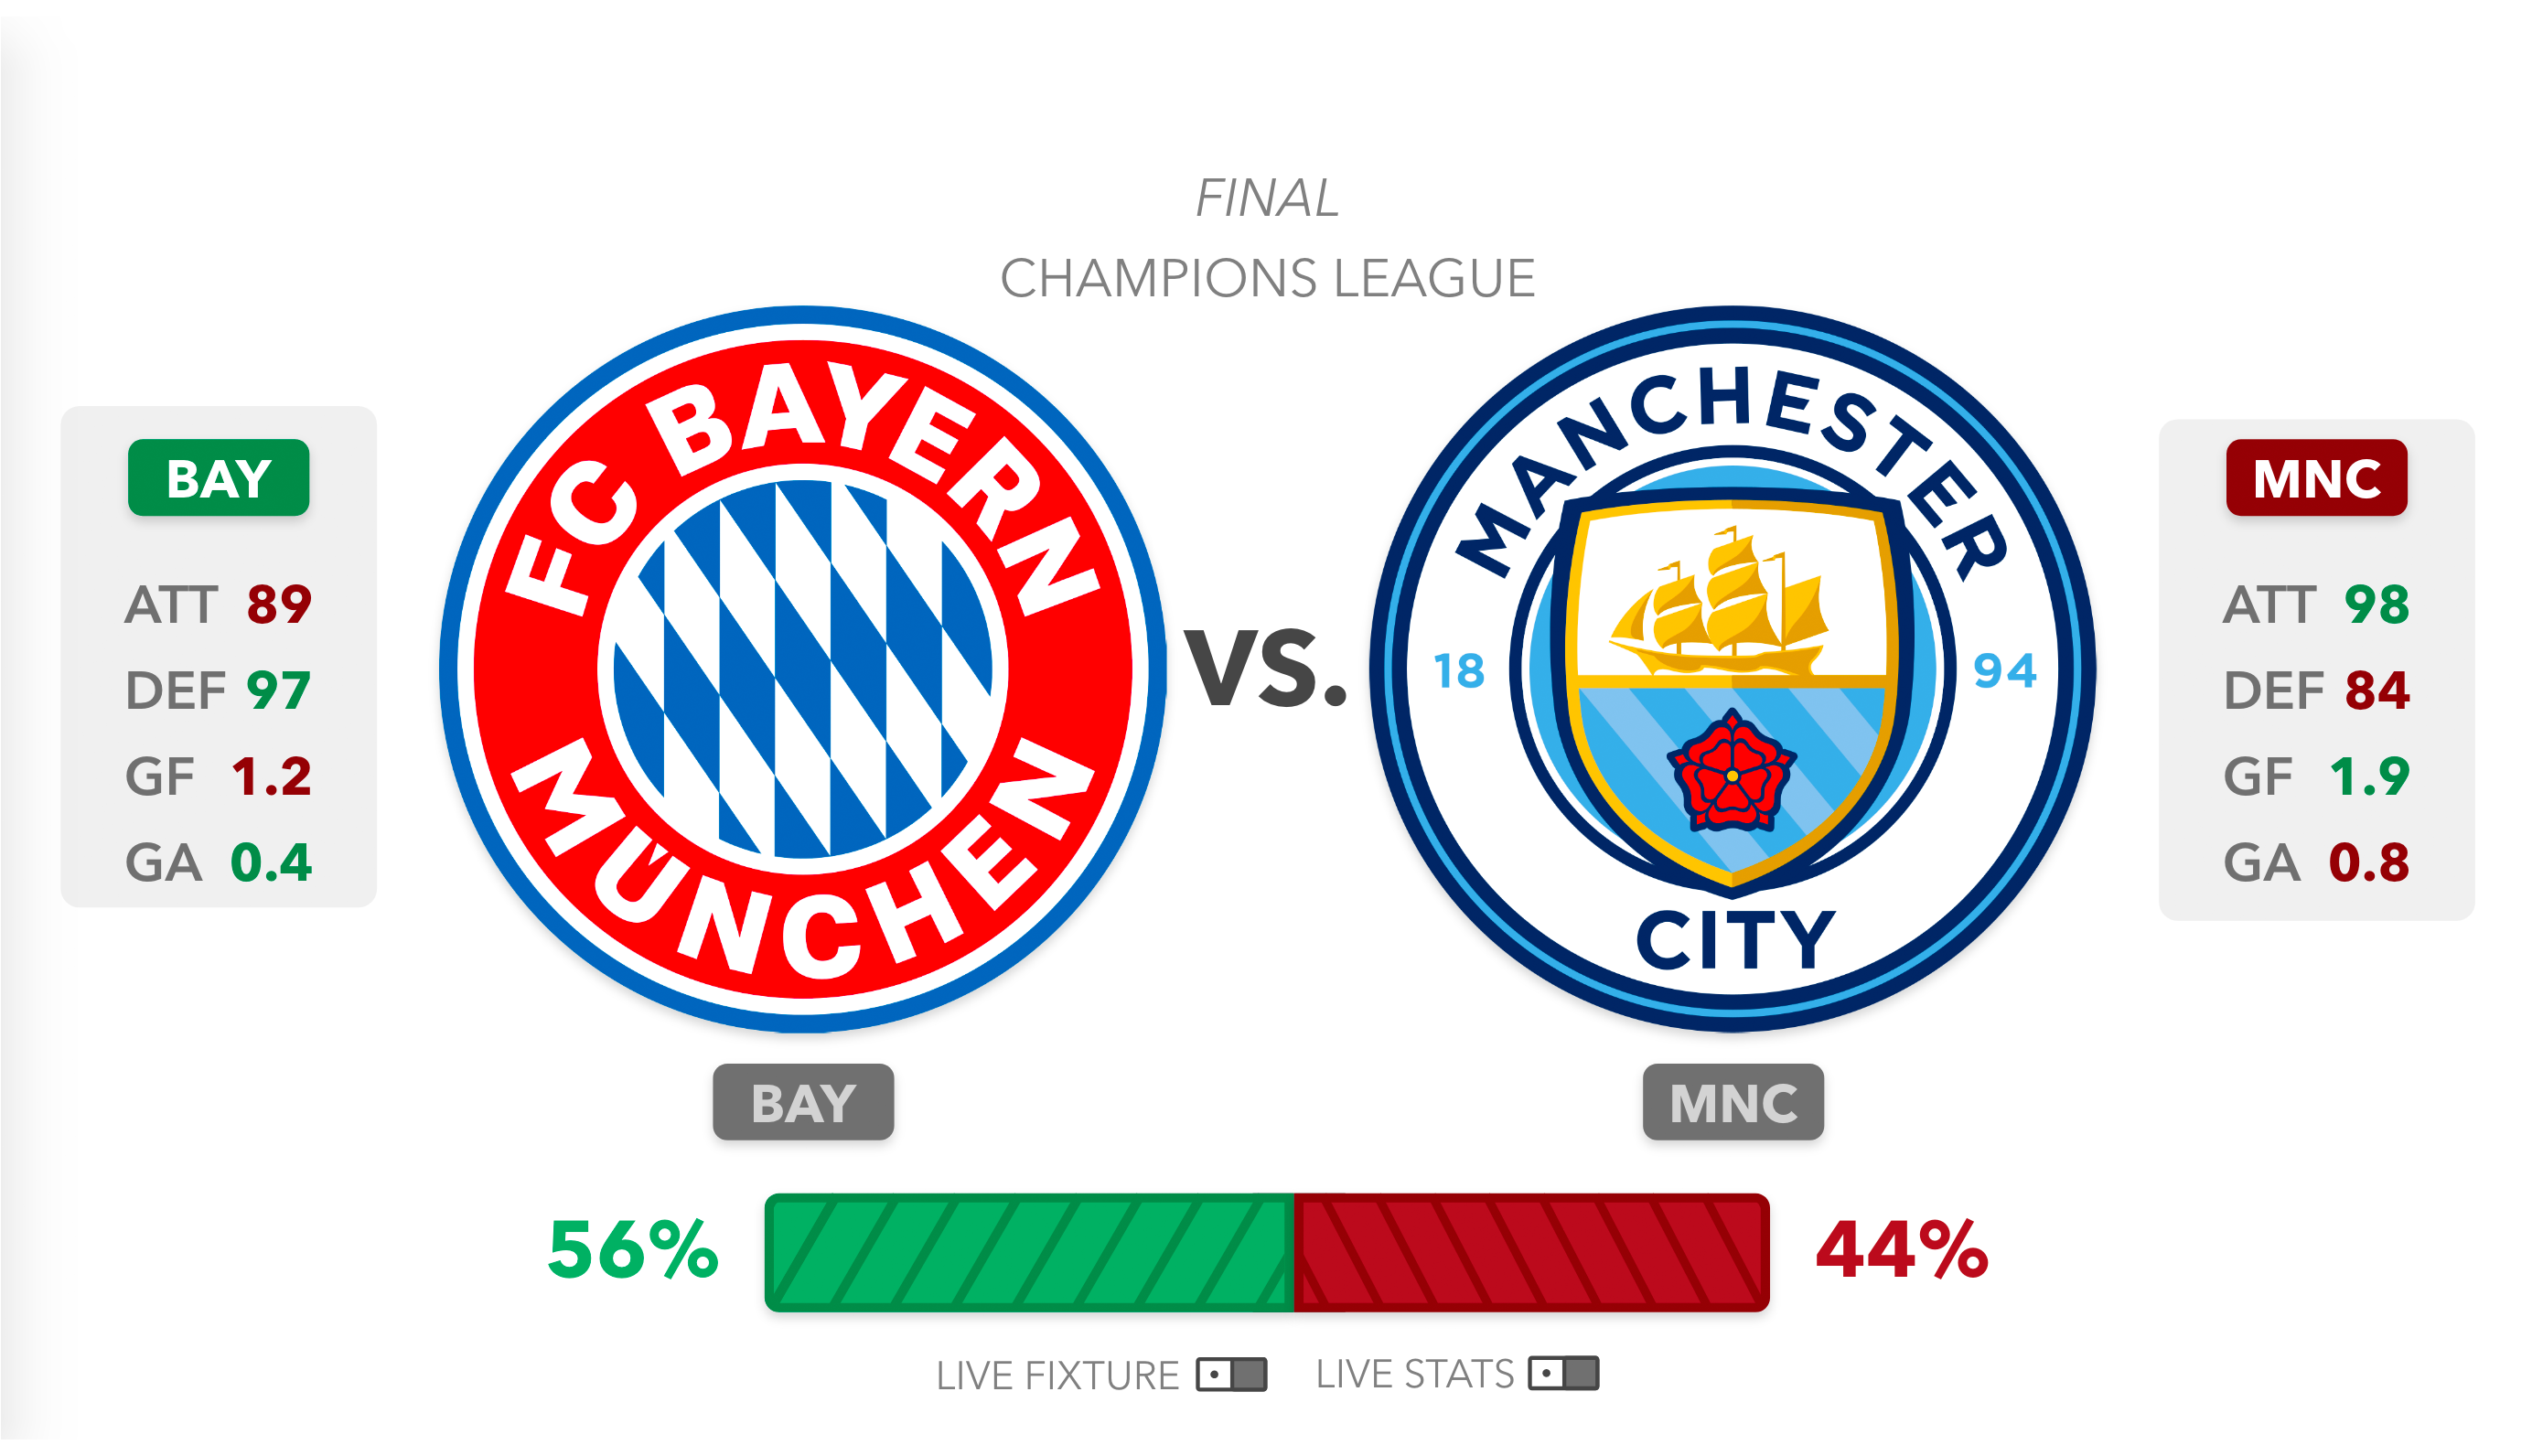 FINAL
CHAMPIONS LEAGUE
BAY
ATT 89
DEF 97
GF 1.2
GA 0.4
FC BAYERN
MÜNCHEN
VS.
MANCHESTER
18 94
CITY
MNC
ATT 98
DEF 84
GF 1.9
GA 0.8
BAY
MNC
56%
44%
LIVE FIXTURE
LIVE STATS